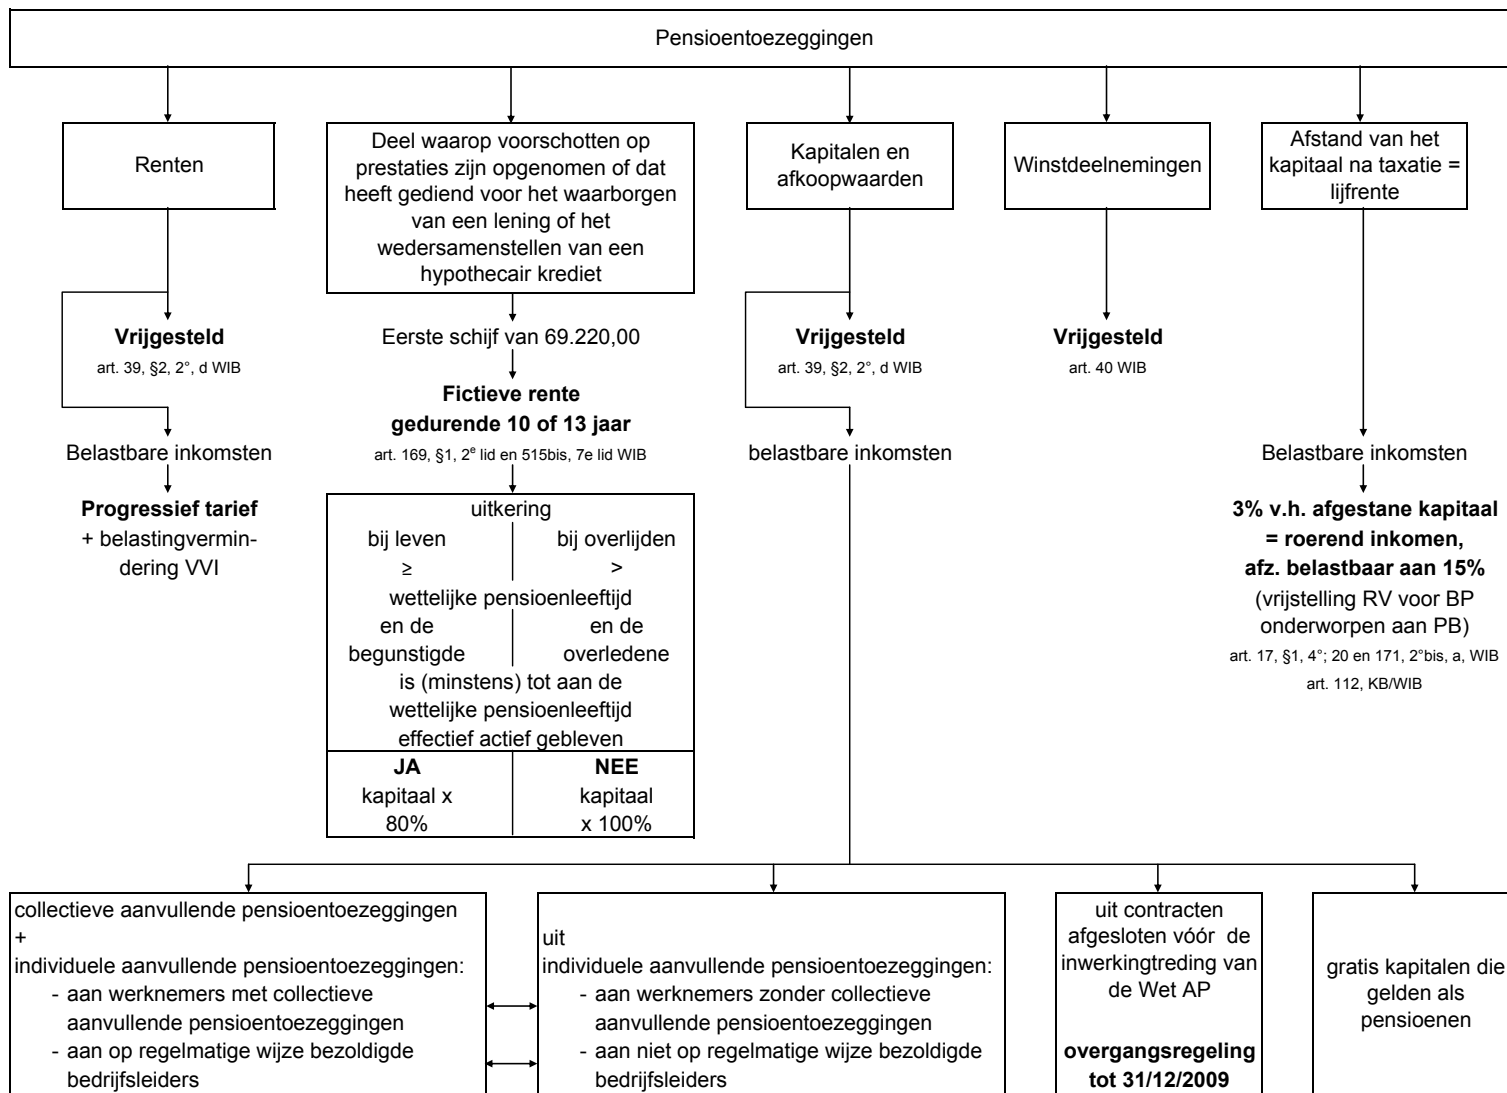 Pensioentoezeggingen
Renten
Deel waarop voorschotten op
prestaties zijn opgenomen of dat
heeft gediend voor het waarborgen
van een lening of het
wedersamenstellen van een
hypothecair krediet
Kapitalen en
afkoopwaarden
Winstdeelnemingen
Afstand van het
kapitaal na taxatie =
lijfrente
Vrijgesteld
art. 39, §2, 2°, d WIB
Belastbare inkomsten
Progressief tarief
+ belastingvermin-
dering VVI
Eerste schijf van 69.220,00
Fictieve rente
gedurende 10 of 13 jaar
art. 169, §1, 2e lid en 515bis, 7e lid WIB
uitkering
bij leven bij overlijden
≥ >
wettelijke pensioenleeftijd
en de en de
begunstigde overledene
is (minstens) tot aan de
wettelijke pensioenleeftijd
effectief actief gebleven
JA NEE
kapitaal x kapitaal
80% x 100%
Vrijgesteld
art. 39, §2, 2°, d WIB
belastbare inkomsten
Vrijgesteld
art. 40 WIB
Belastbare inkomsten
3% v.h. afgestane kapitaal
= roerend inkomen,
afz. belastbaar aan 15%
(vrijstelling RV voor BP
onderworpen aan PB)
art. 17, §1, 4°; 20 en 171, 2°bis, a, WIB
art. 112, KB/WIB
collectieve aanvullende pensioentoezeggingen
+
individuele aanvullende pensioentoezeggingen:
- aan werknemers met collectieve
aanvullende pensioentoezeggingen
- aan op regelmatige wijze bezoldigde
bedrijfsleiders
uit
individuele aanvullende pensioentoezeggingen:
- aan werknemers zonder collectieve
aanvullende pensioentoezeggingen
- aan niet op regelmatige wijze bezoldigde
bedrijfsleiders
uit contracten
afgesloten vóór de
inwerkingtreding van
de Wet AP
overgangsregeling
tot 31/12/2009
gratis kapitalen die
gelden als
pensioenen